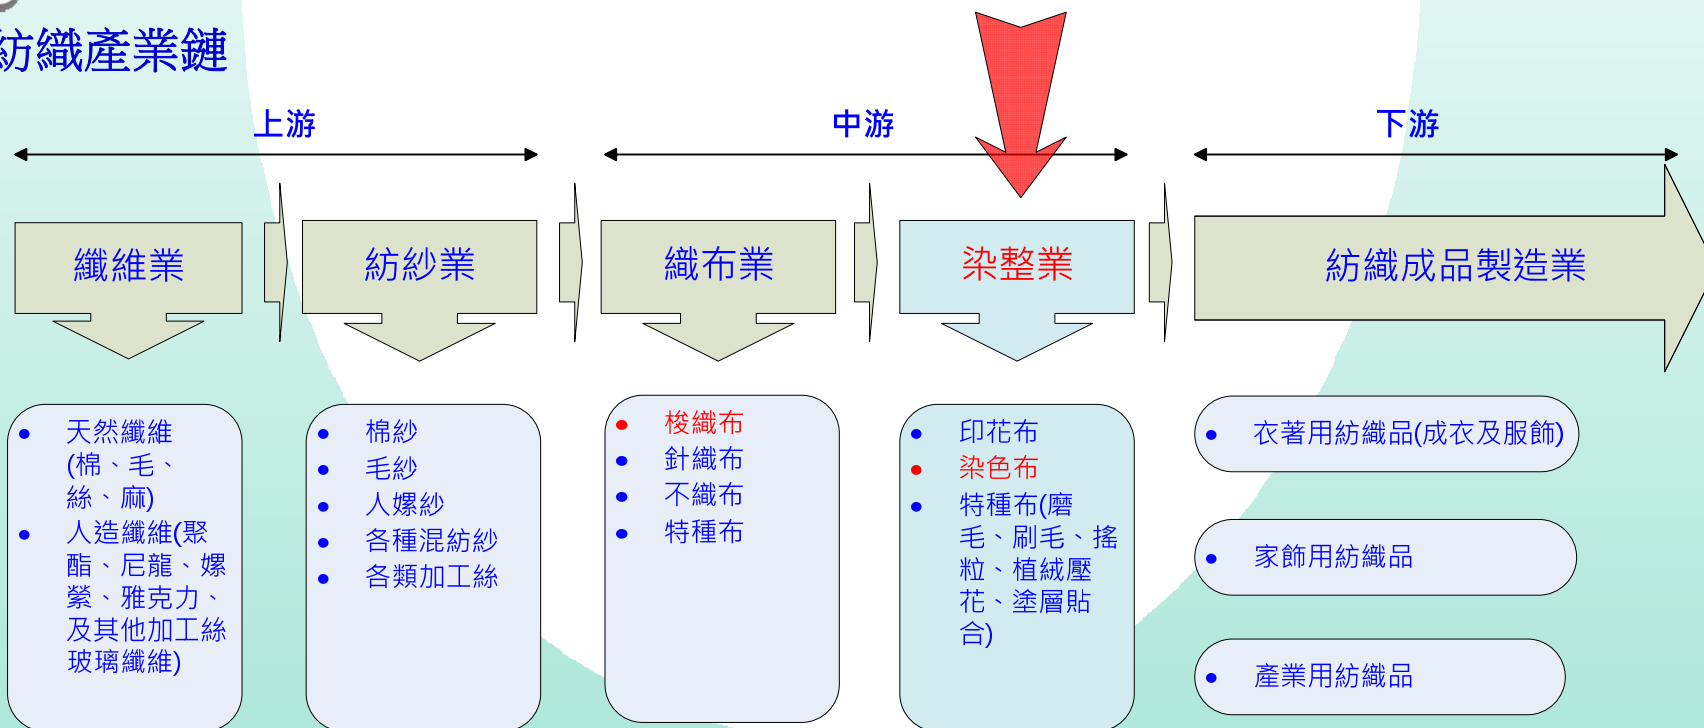 紡織產業鏈
上游
中游
下游
纖維業
紡紗業
織布業
染整業
紡織成品製造業
● 天然纖維
(棉、毛、
絲、麻)
● 人造纖維(聚
酯、尼龍、嫘
縈、雅克力、
及其他加工絲
玻璃纖維)
● 棉紗
● 毛紗
● 人嫘紗
● 各種混紡紗
● 各類加工絲
● 梭織布
● 針織布
● 不織布
● 特種布
● 印花布
● 染色布
● 特種布(磨
毛、刷毛、搖
粒、植絨壓
花、塗層貼
合)
● 衣著用紡織品(成衣及服飾)
● 家飾用紡織品
● 產業用紡織品